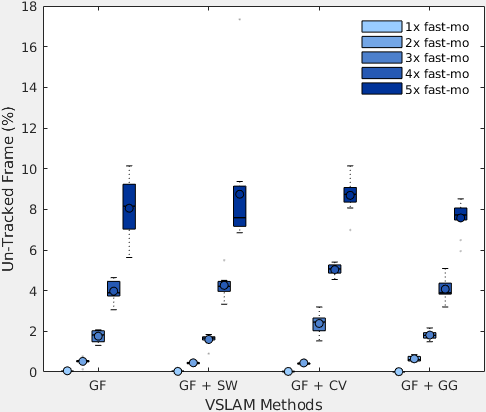 18
16
14
12
10
8
6
4
2
0
Un-Tracked Frame (%)
1x fast-mo
2x fast-mo
3x fast-mo
4x fast-mo
5x fast-mo
GF
GF + SW
GF + CV
GF + GG
VSLAM Methods